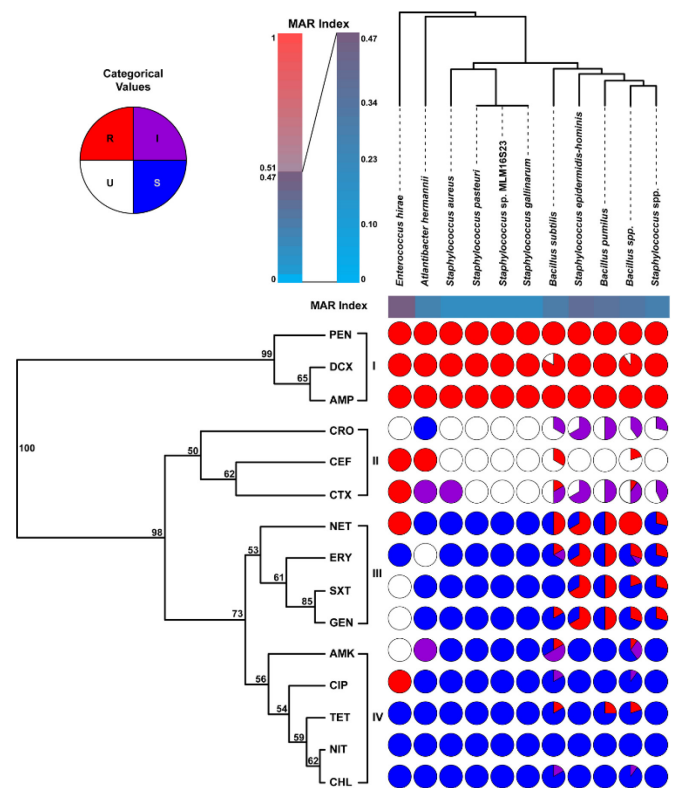 MAR Index
Categorical
Values
R I
U S
1
0.51
0.47
0
0.47
0.34
0.23
0.10
0
Enterococcus hirae
Atlantibacter hermannii
Staphylococcus aureus
Staphylococcus pasteuri
Staphylococcus sp. MLM16S23
Staphylococcus gallinarum
Bacillus subtilis
Staphylococcus epidermidis-hominis
Bacillus pumilus
Bacillus spp.
Staphylococcus spp.
MAR Index
PEN
99
DCX I
65
AMP
100
CRO
50
CEF II
62
CTX
98
NET
53
ERY
61 III
SXT
85
73 GEN
AMK
56
CIP
54
TET IV
59
NIT
62
CHL